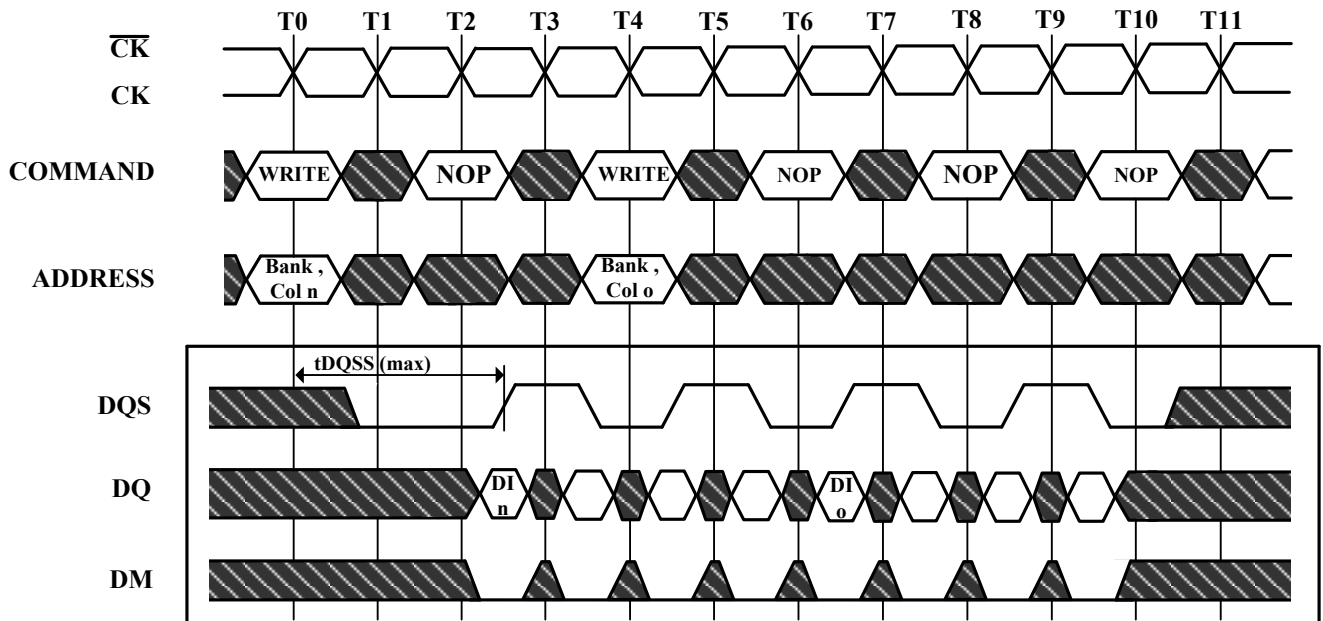 T0 T1 T2 T3 T4 T5 T6 T7 T8 T9 T10 T11
CK
CK
COMMAND WRITE NOP WRITE NOP NOP NOP
ADDRESS Bank , Bank ,
Col n Col o
tDQSS (max)
DQS
DQ DI DI
n o
DM